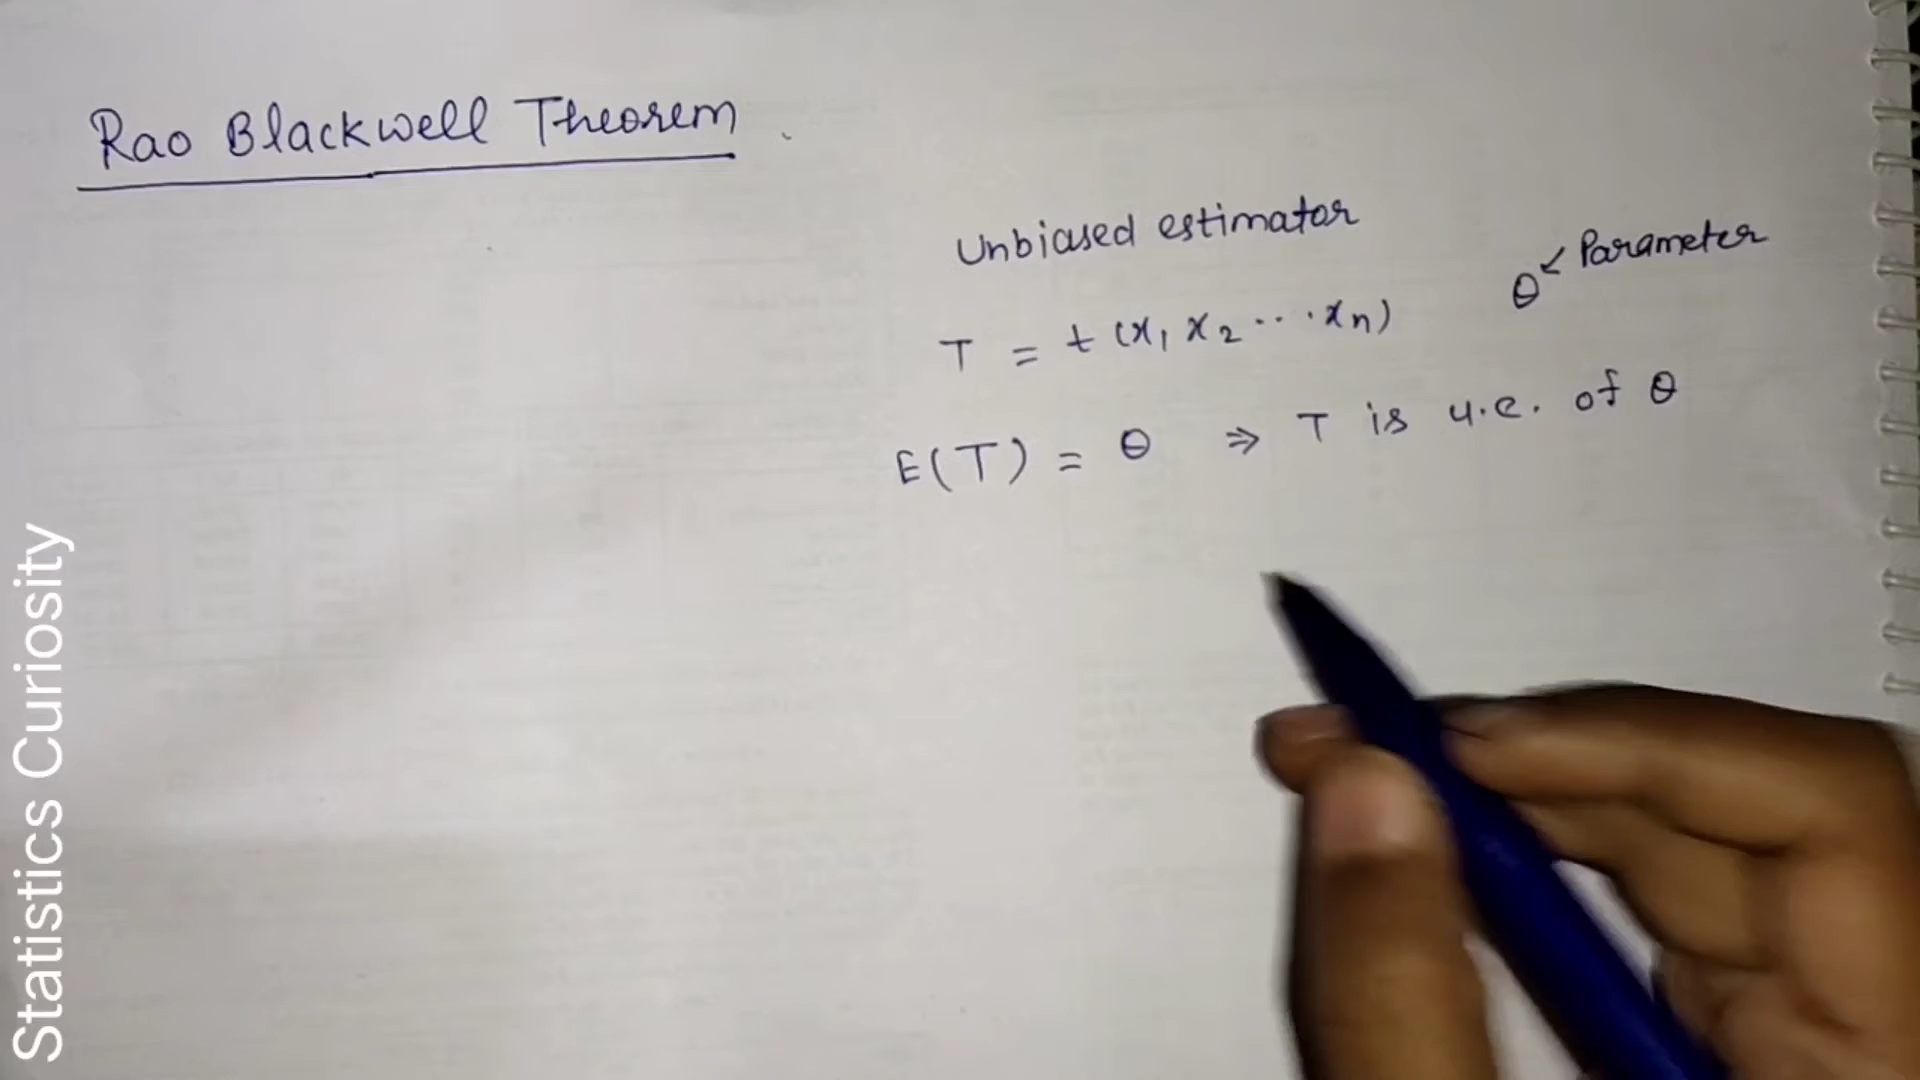 Rao Blackwell Theorem .
Unbiased estimator
θ ↙ Parameter
T = t (x₁ x₂ ... xₙ)
E(T) = θ ⇒ T is u.e. of θ
Statistics Curiosity